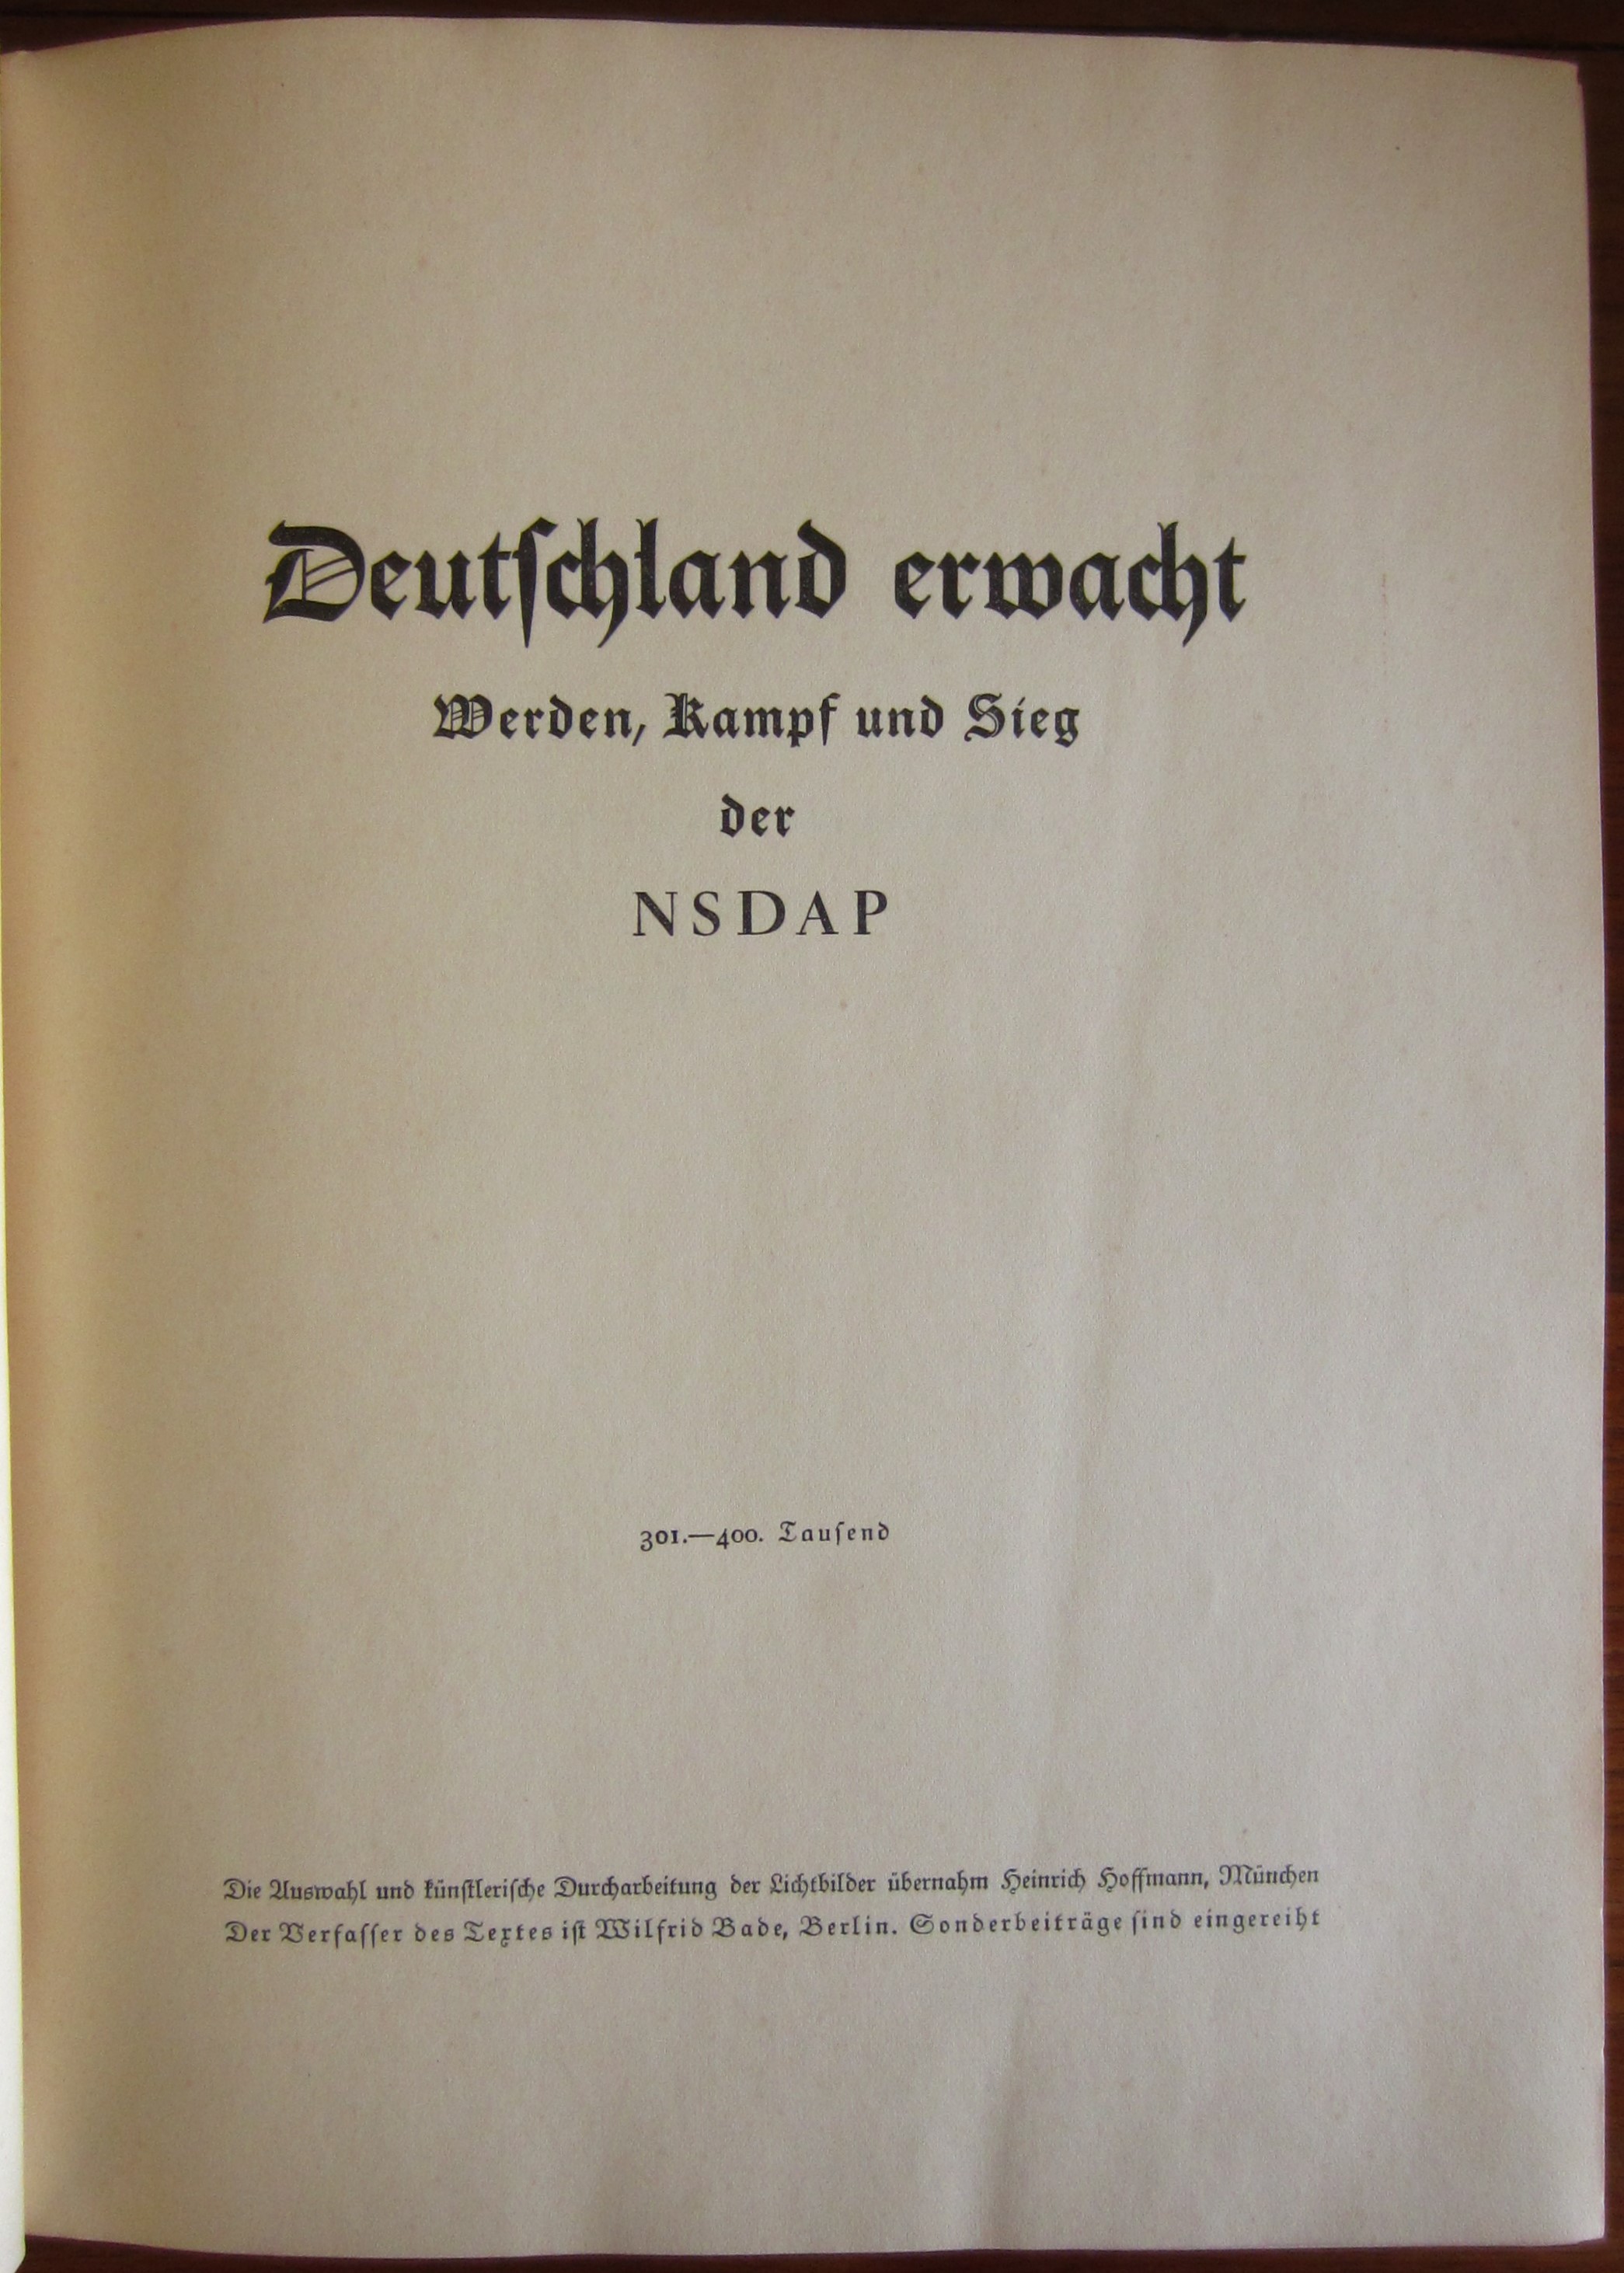 Deutſchland erwacht
Werden, Kampf und Sieg
der
NSDAP
301.—400. Tauſend
Die Auswahl und künſtleriſche Durcharbeitung der Lichtbilder übernahm Heinrich Hoffmann, München
Der Verfaſſer des Textes iſt Wilfrid Bade, Berlin. Sonderbeiträge ſind eingereiht